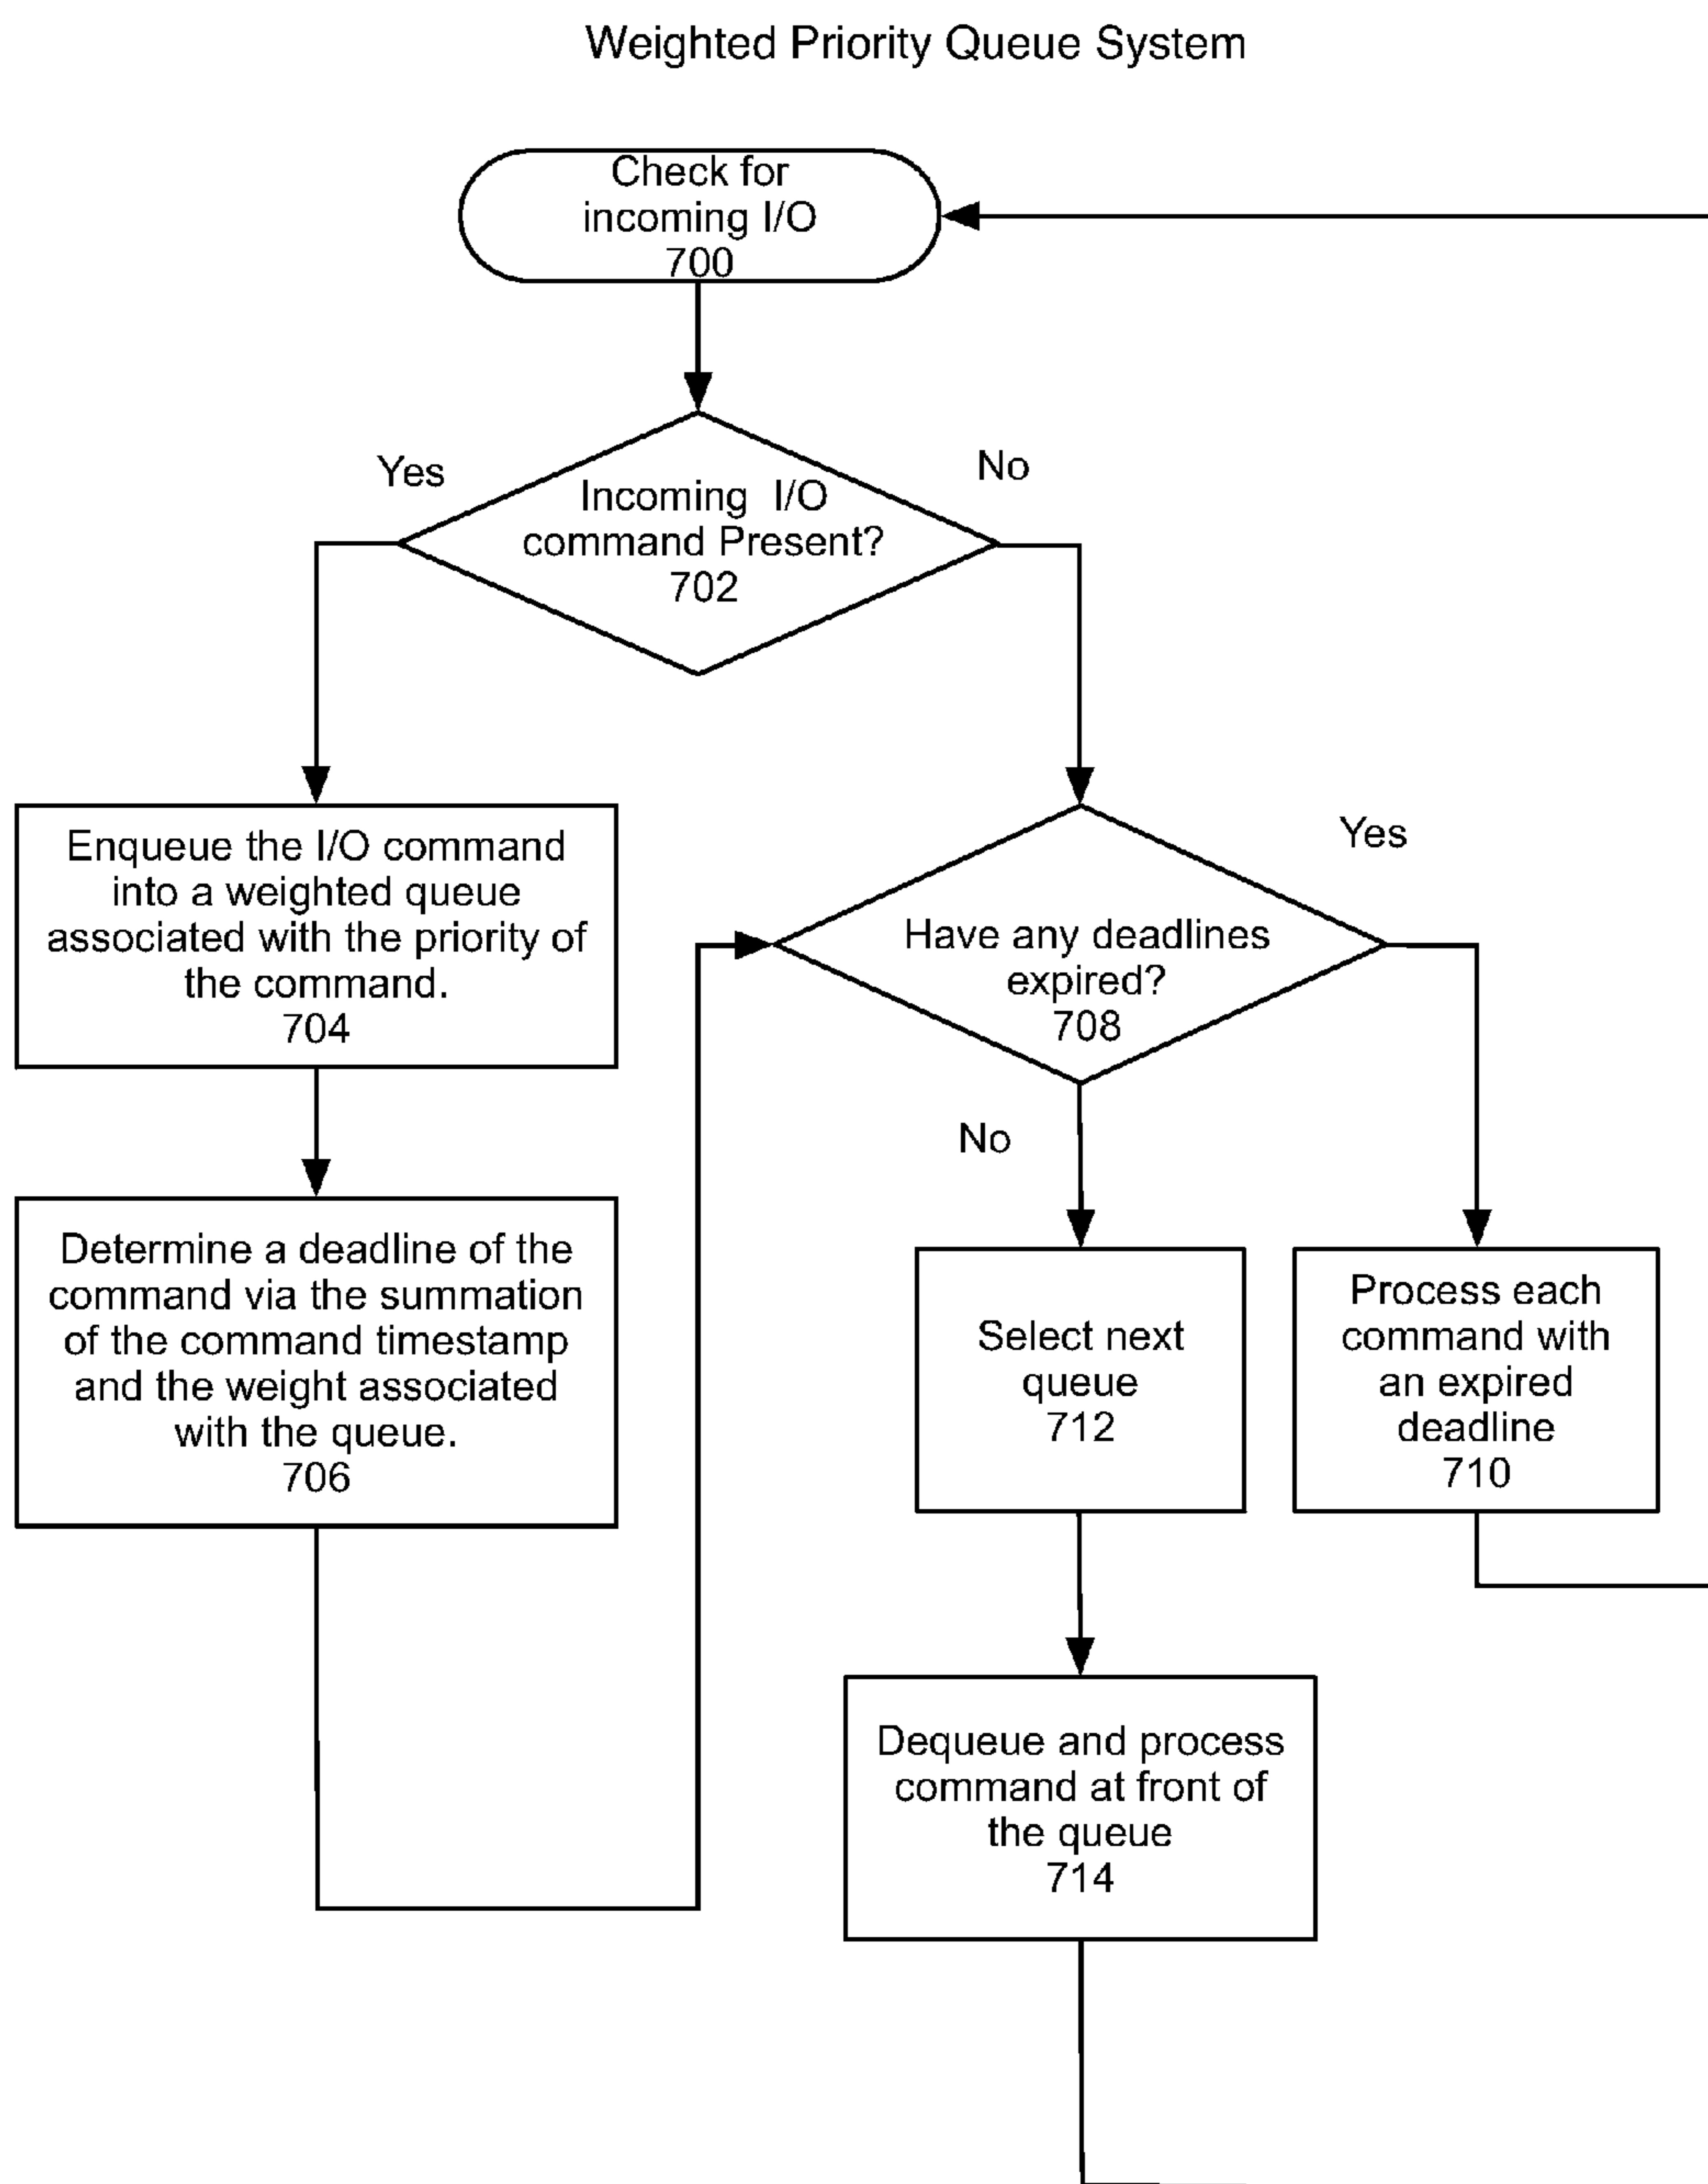 Weighted Priority Queue System
Check for
incoming I/O
700
Yes
No
Incoming I/O
command Present?
702
Enqueue the I/O command
into a weighted queue
associated with the priority of
the command.
704
Yes
Have any deadlines
expired?
708
No
Determine a deadline of the
command via the summation
of the command timestamp
and the weight associated
with the queue.
706
Select next
queue
712
Process each
command with
an expired
deadline
710
Dequeue and process
command at front of
the queue
714